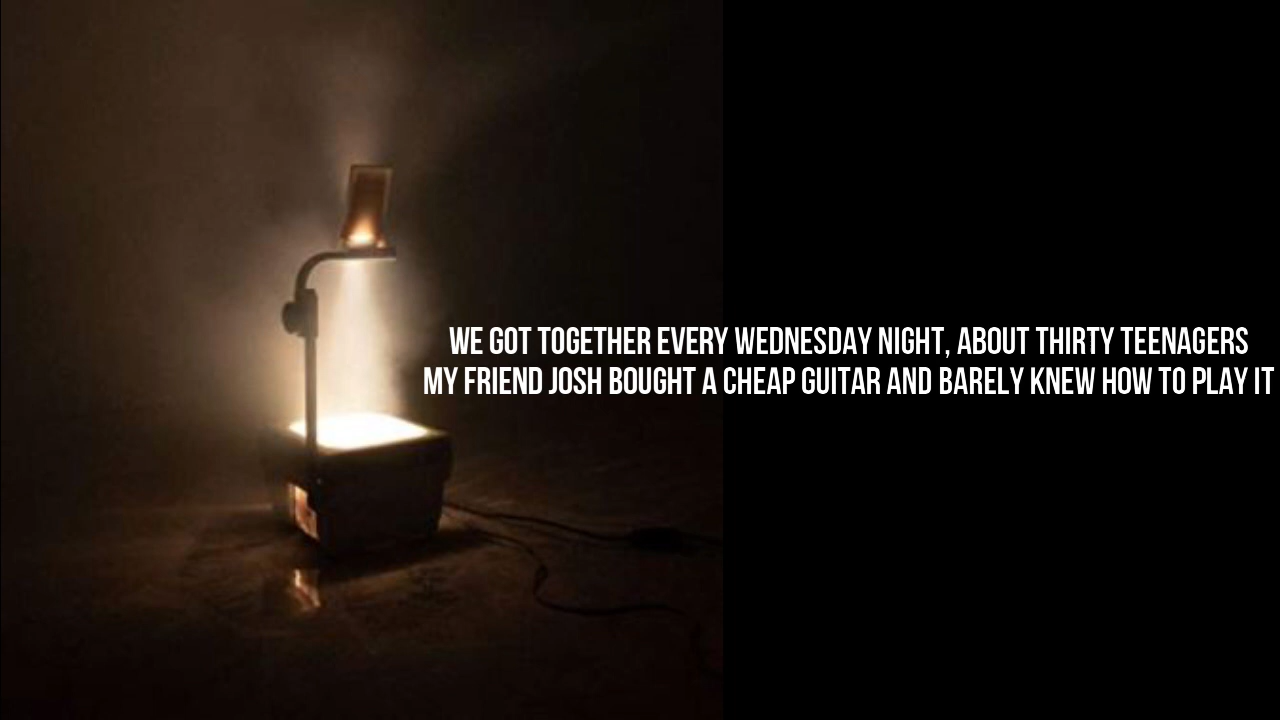 WE GOT TOGETHER EVERY WEDNESDAY NIGHT, ABOUT THIRTY TEENAGERS
MY FRIEND JOSH BOUGHT A CHEAP GUITAR AND BARELY KNEW HOW TO PLAY IT